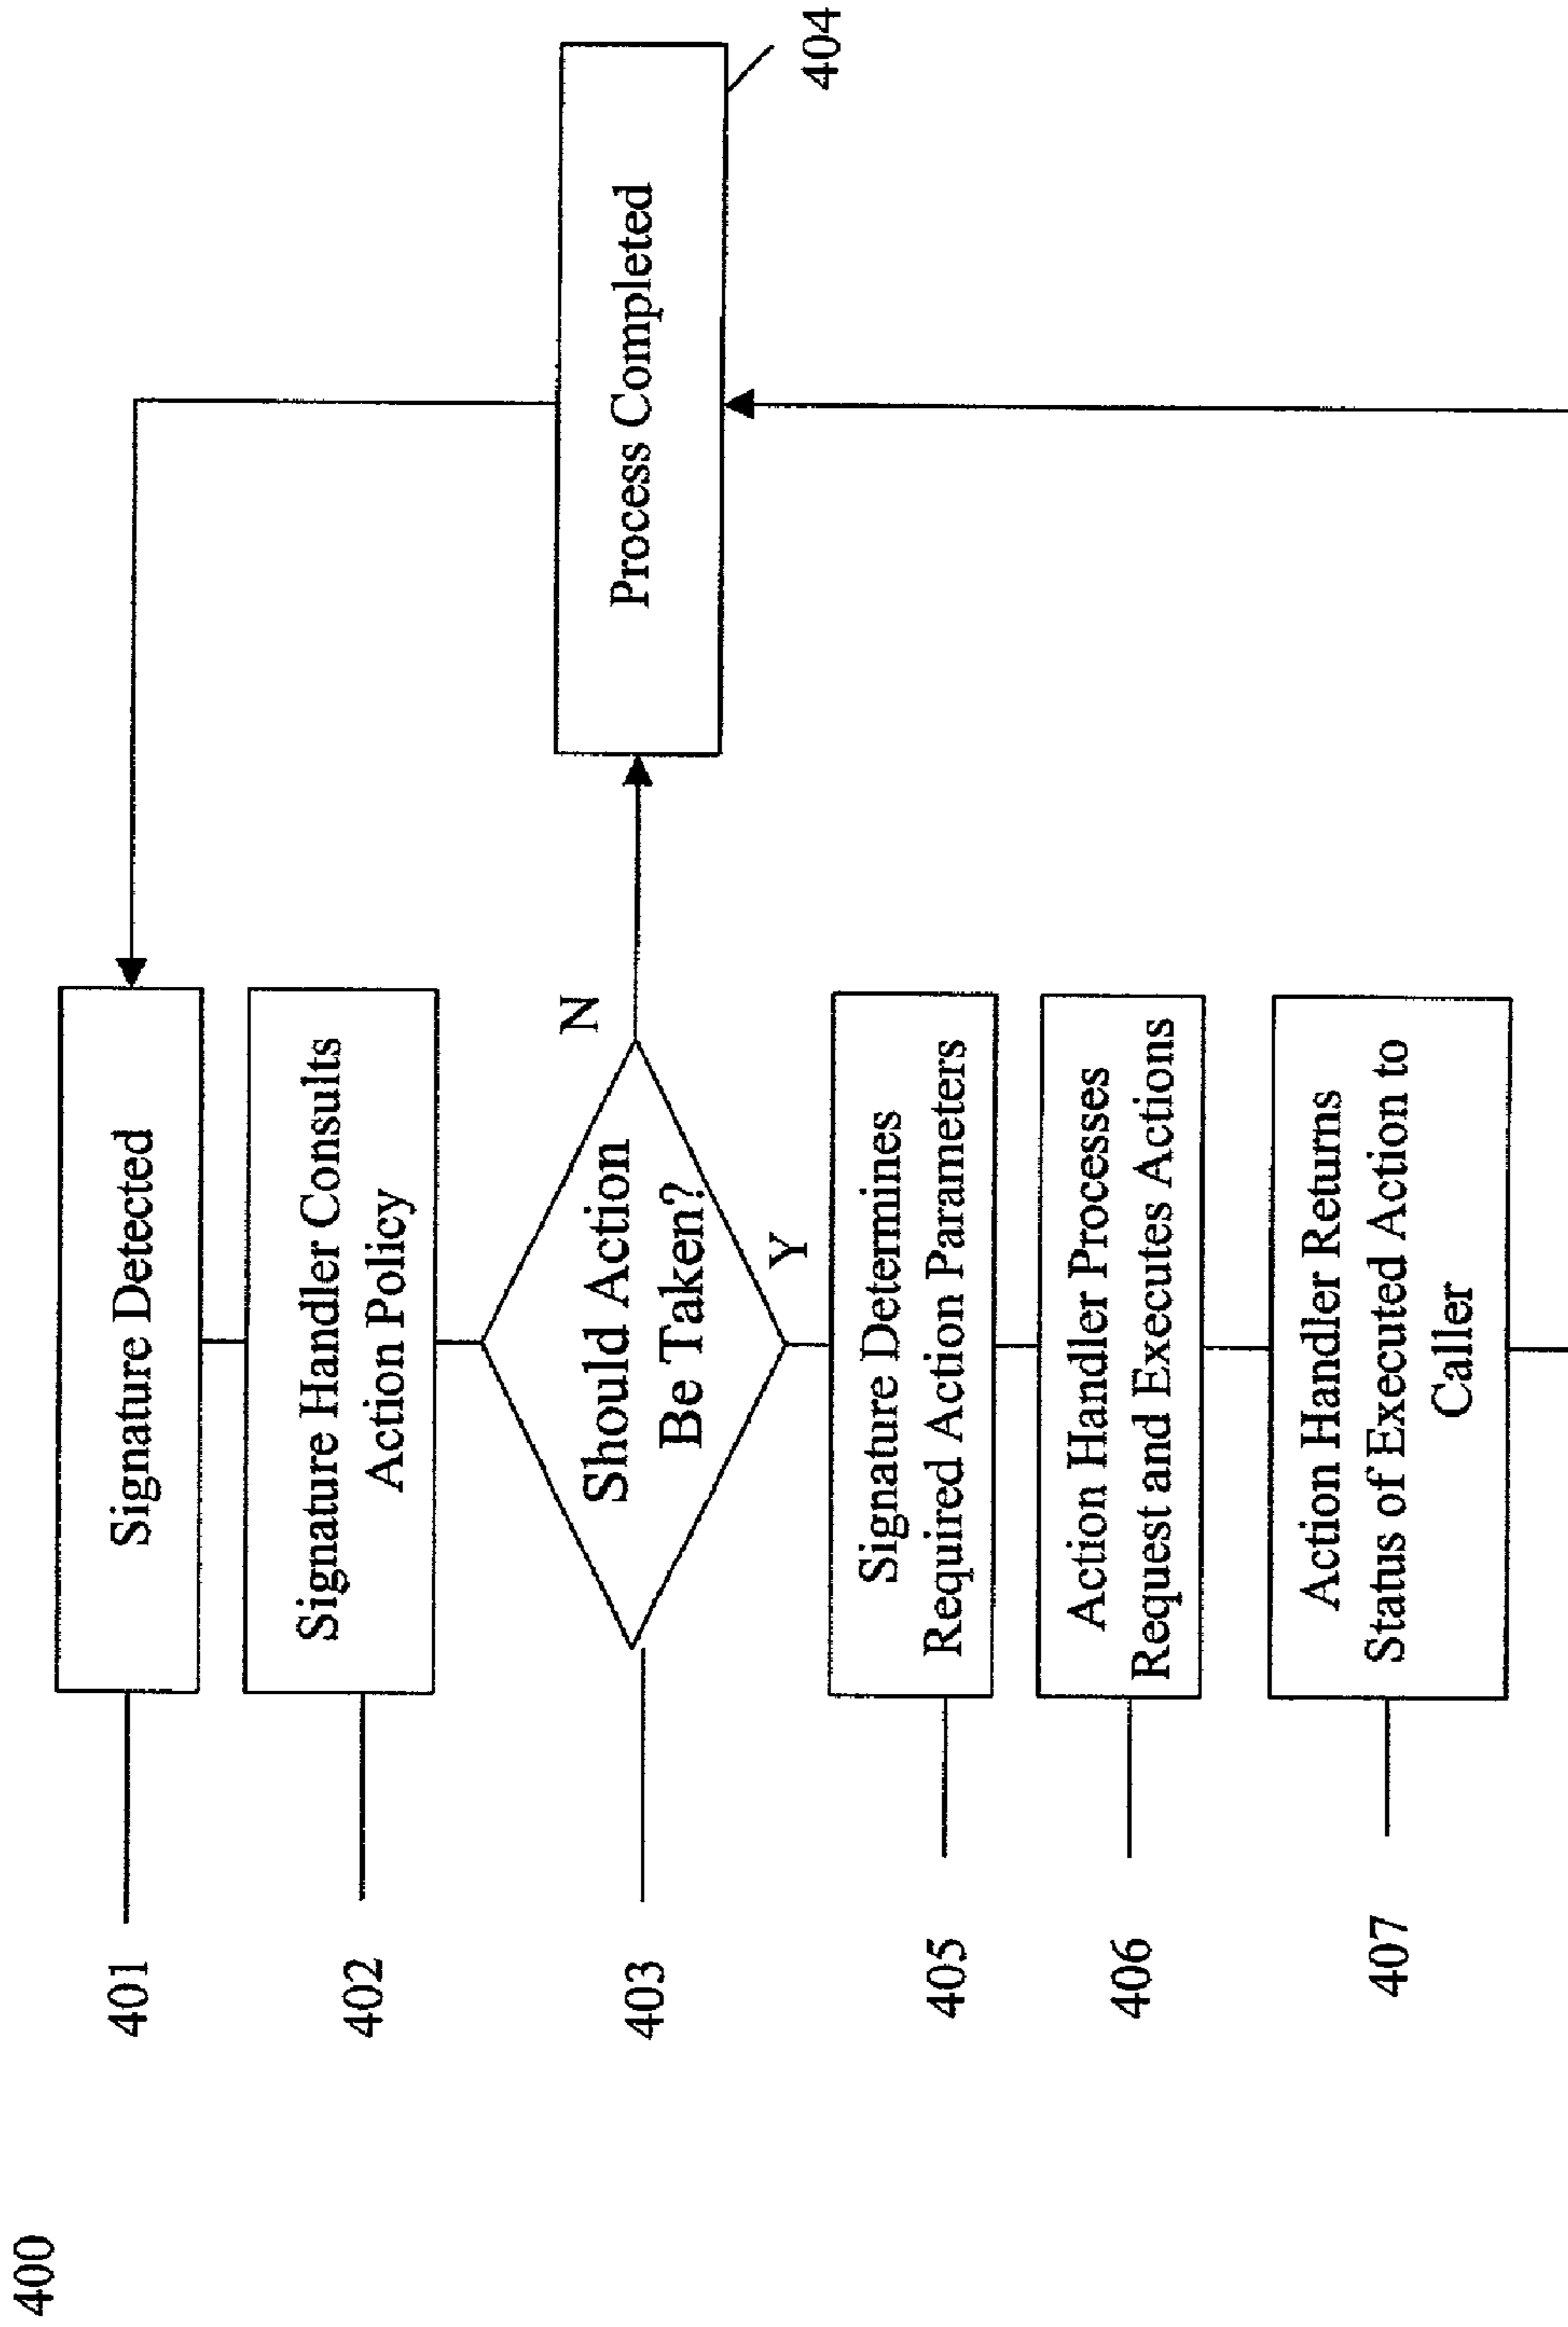 400
401
Signature Detected
402
Signature Handler Consults
Action Policy
403
Should Action
Be Taken?
N
Y
Process Completed
404
405
Signature Determines
Required Action Parameters
406
Action Handler Processes
Request and Executes Actions
407
Action Handler Returns
Status of Executed Action to
Caller